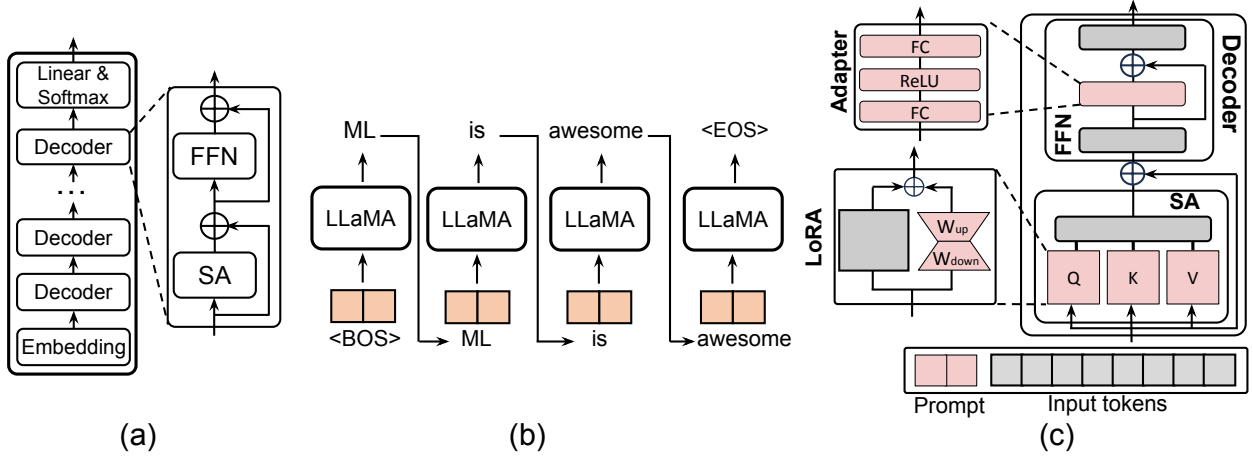 Linear &
Softmax
Decoder
...
Decoder
Decoder
Embedding
FFN
SA
(a)
ML
is
awesome
<EOS>
LLaMA
LLaMA
LLaMA
LLaMA
<BOS>
ML
is
awesome
(b)
Adapter
FC
ReLU
FC
LoRA
Wup
Wdown
Decoder
FFN
SA
Q
K
V
Prompt
Input tokens
(c)